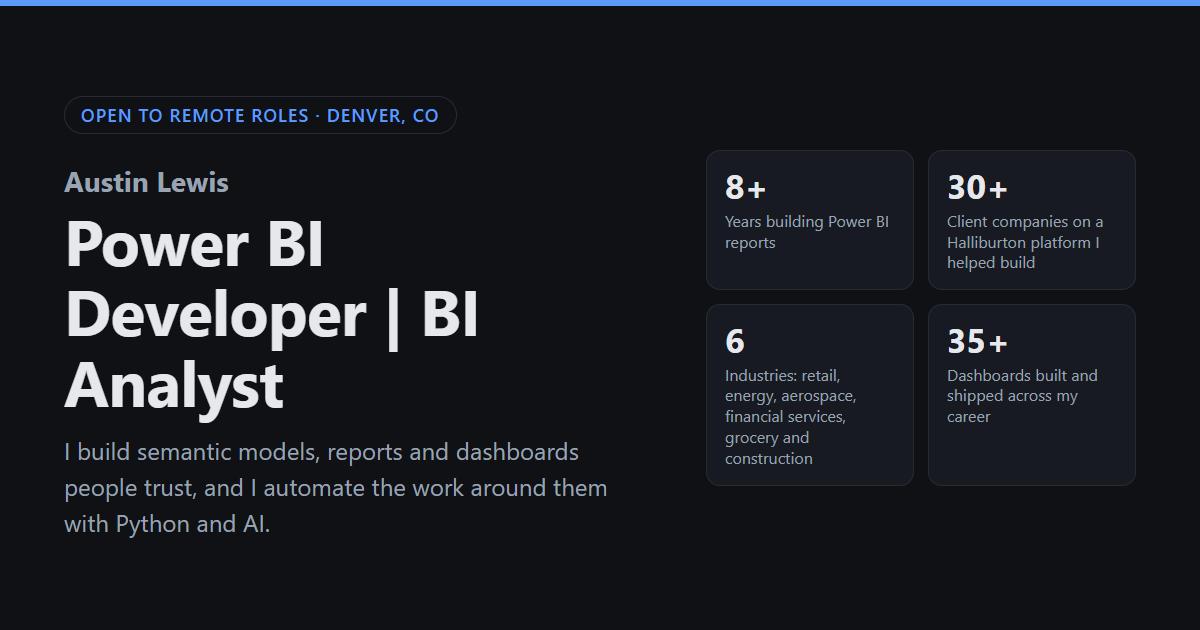 OPEN TO REMOTE ROLES · DENVER, CO
Austin Lewis
Power BI
Developer | BI
Analyst
I build semantic models, reports and dashboards
people trust, and I automate the work around them
with Python and AI.
8+
Years building Power BI
reports
30+
Client companies on a
Halliburton platform I
helped build
6
Industries: retail,
energy, aerospace,
financial services,
grocery and
construction
35+
Dashboards built and
shipped across my
career